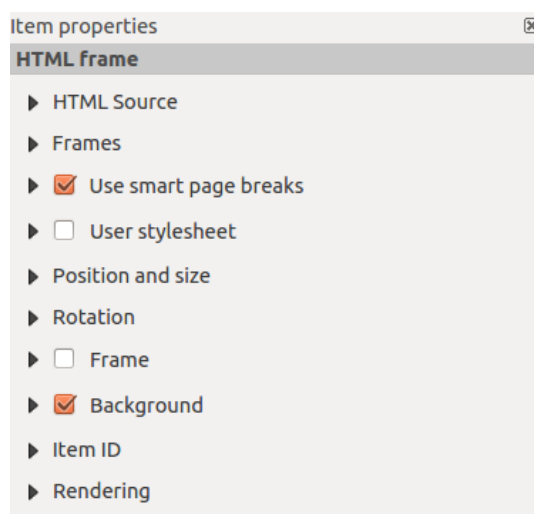 Item properties
HTML frame
HTML Source
Frames
Use smart page breaks
User stylesheet
Position and size
Rotation
Frame
Background
Item ID
Rendering